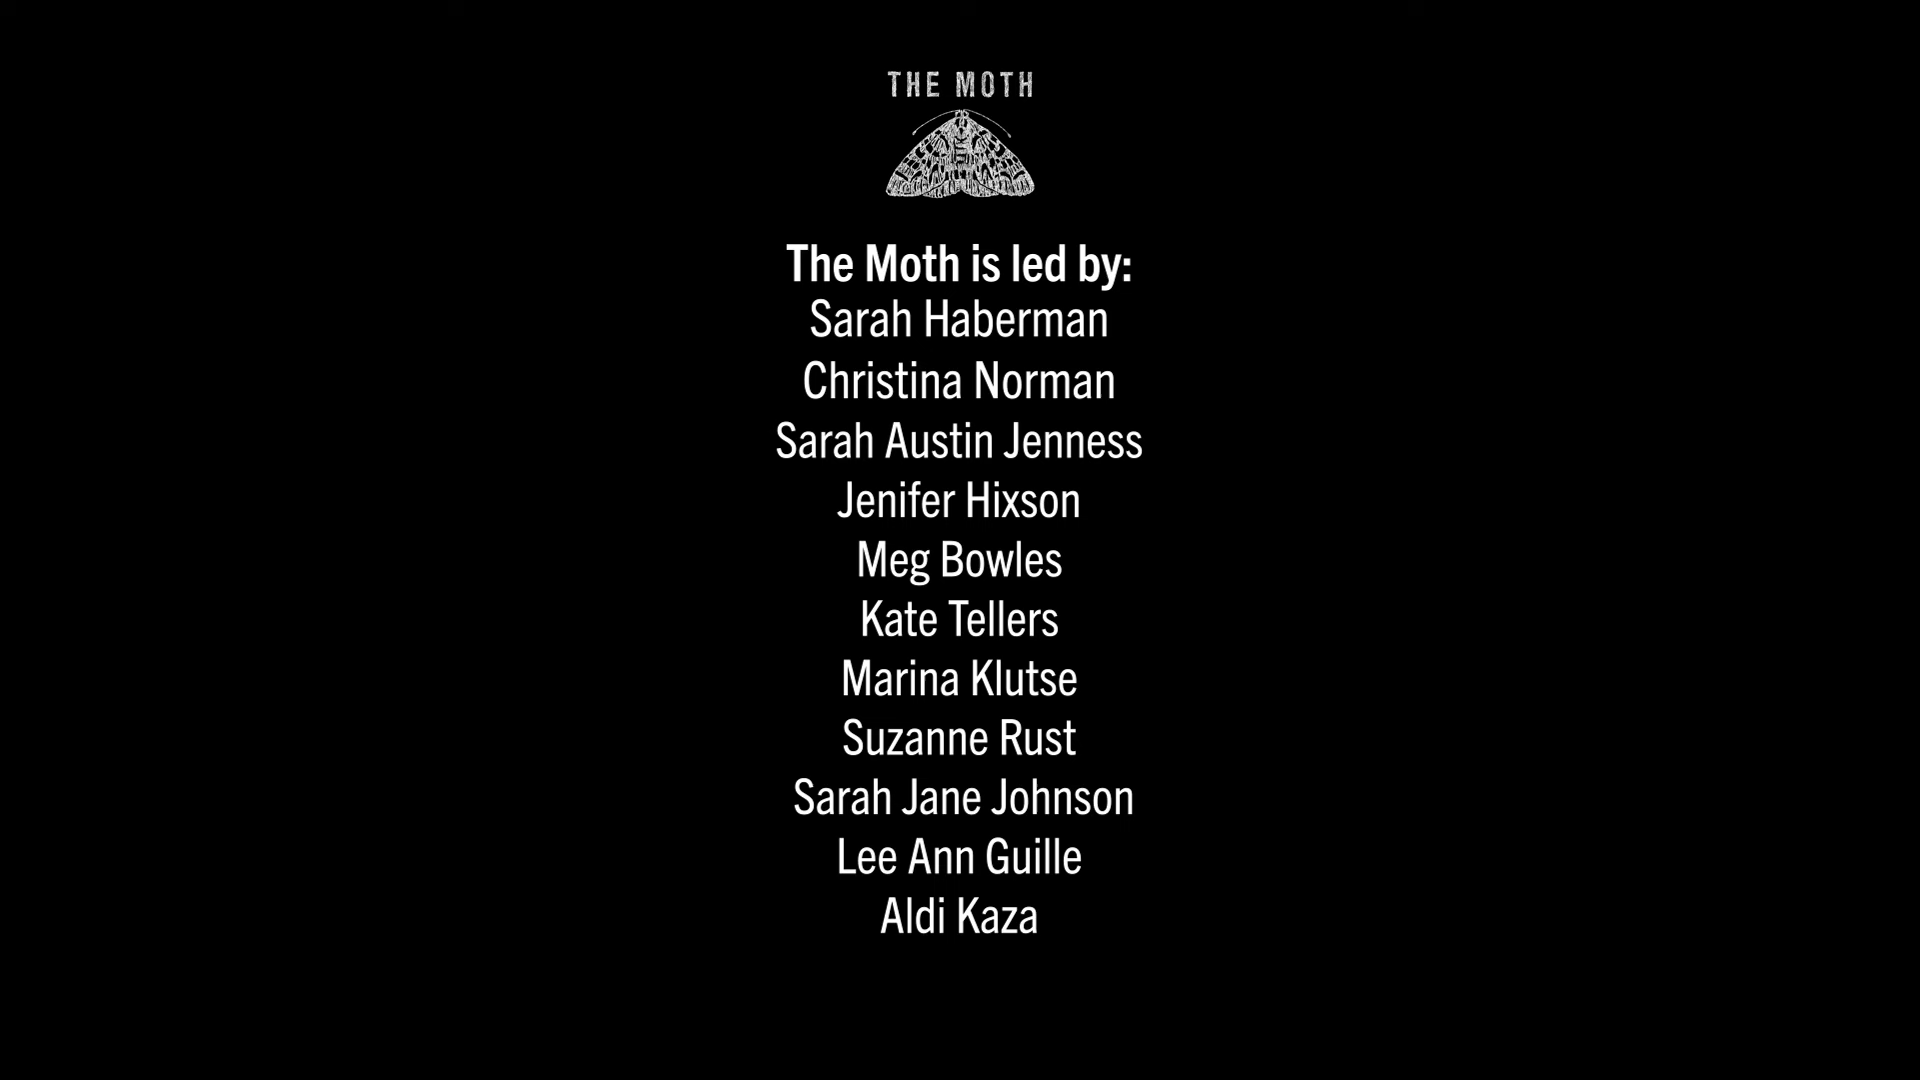 THE MOTH
The Moth is led by:
Sarah Haberman
Christina Norman
Sarah Austin Jenness
Jenifer Hixson
Meg Bowles
Kate Tellers
Marina Klutse
Suzanne Rust
Sarah Jane Johnson
Lee Ann Guille
Aldi Kaza